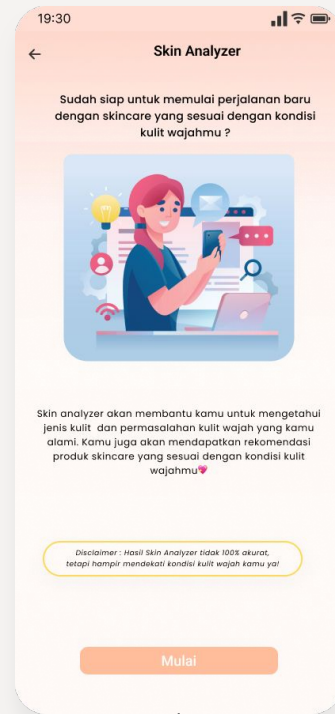 19:30
Skin Analyzer
Sudah siap untuk memulai perjalanan baru
dengan skincare yang sesuai dengan kondisi
kulit wajahmu ?
Skin analyzer akan membantu kamu untuk mengetahui
jenis kulit dan permasalahan kulit wajah yang kamu
alami. Kamu juga akan mendapatkan rekomendasi
produk skincare yang sesuai dengan kondisi kulit
wajahmu💖
Disclaimer : Hasil Skin Analyzer tidak 100% akurat,
tetapi hampir mendekati kondisi kulit wajah kamu ya!
Mulai